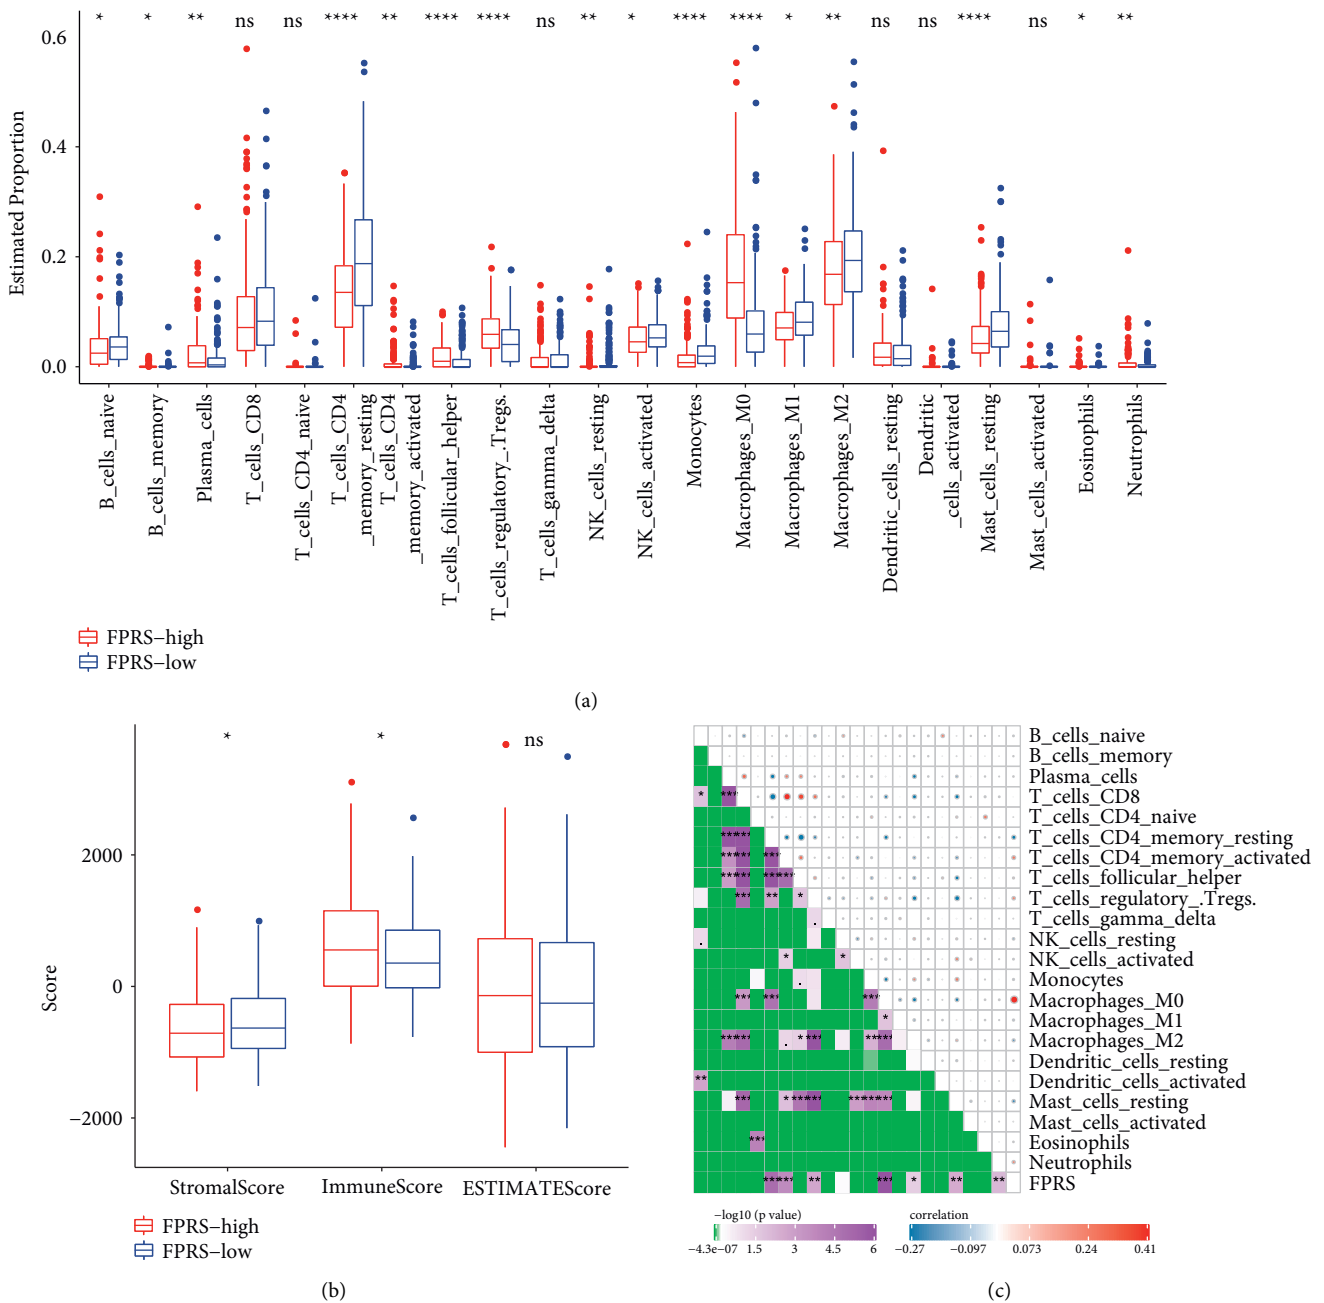 * * ** ns ns **** ** **** **** ns ** * **** **** * ** ns ns **** ns * **
0.6
0.4
0.2
0.0
Estimated Proportion
B_cells_naive
B_cells_memory
Plasma_cells
T_cells_CD8
T_cells_CD4_naive
T_cells_CD4
_memory_resting
T_cells_CD4
_memory_activated
T_cells_follicular_helper
T_cells_regulatory_.Tregs.
T_cells_gamma_delta
NK_cells_resting
NK_cells_activated
Monocytes
Macrophages_M0
Macrophages_M1
Macrophages_M2
Dendritic_cells_resting
Dendritic
_cells_activated
Mast_cells_resting
Mast_cells_activated
Eosinophils
Neutrophils
FPRS−high
FPRS−low
(a)
* * ns
2000
0
−2000
Score
StromalScore ImmuneScore ESTIMATEScore
FPRS−high
FPRS−low
(b)
B_cells_naive
B_cells_memory
Plasma_cells
T_cells_CD8
T_cells_CD4_naive
T_cells_CD4_memory_resting
T_cells_CD4_memory_activated
T_cells_follicular_helper
T_cells_regulatory_.Tregs.
T_cells_gamma_delta
NK_cells_resting
NK_cells_activated
Monocytes
Macrophages_M0
Macrophages_M1
Macrophages_M2
Dendritic_cells_resting
Dendritic_cells_activated
Mast_cells_resting
Mast_cells_activated
Eosinophils
Neutrophils
FPRS
−log10 (p value)
−4.3e−07 1.5 3 4.5 6
correlation
−0.27 −0.097 0.073 0.24 0.41
(c)